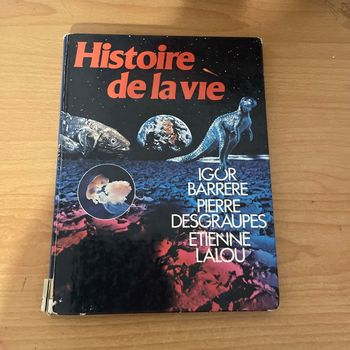 Histoire
de la vie
IGOR
BARRERE
PIERRE
DESGRAUPES
ETIENNE
LALOU